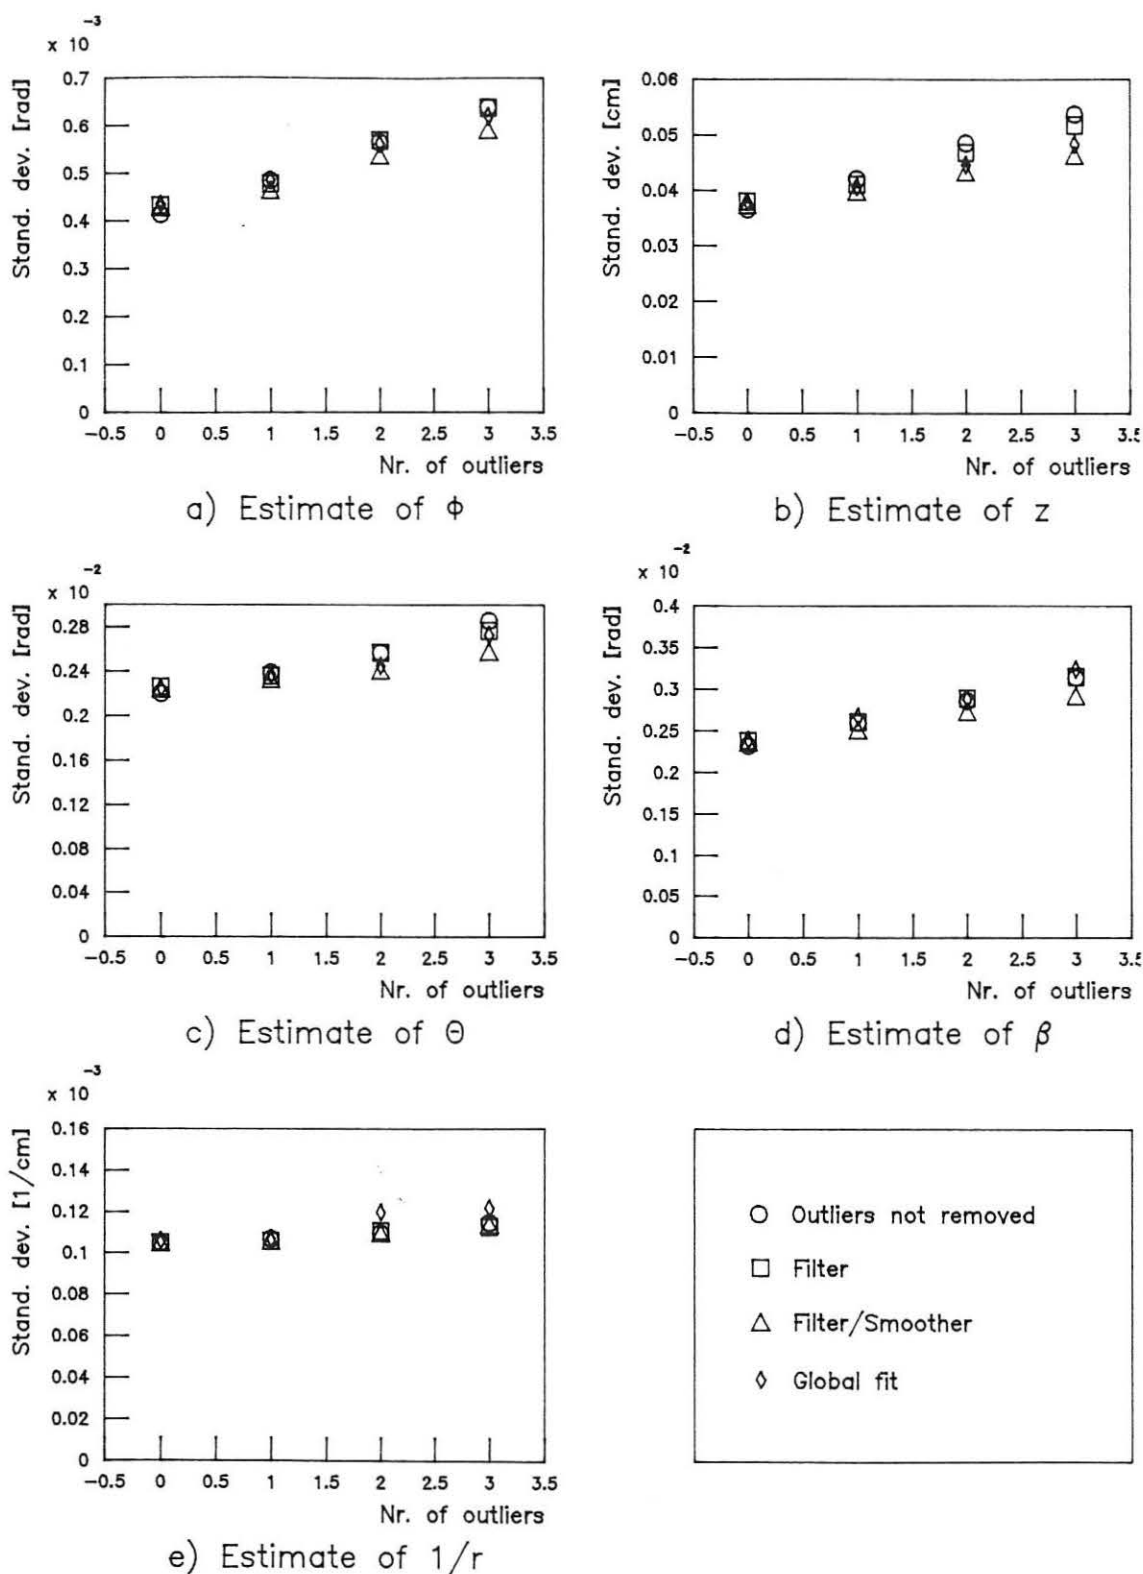 x 10⁻³
Stand. dev. [rad]
0.7
0.6
0.5
0.4
0.3
0.2
0.1
0
−0.5 0 0.5 1 1.5 2 2.5 3 3.5
Nr. of outliers
a) Estimate of Φ
Stand. dev. [cm]
0.06
0.05
0.04
0.03
0.02
0.01
0
−0.5 0 0.5 1 1.5 2 2.5 3 3.5
Nr. of outliers
b) Estimate of z
x 10⁻²
Stand. dev. [rad]
0.28
0.24
0.2
0.16
0.12
0.08
0.04
0
−0.5 0 0.5 1 1.5 2 2.5 3 3.5
Nr. of outliers
c) Estimate of Θ
x 10⁻²
Stand. dev. [rad]
0.4
0.35
0.3
0.25
0.2
0.15
0.1
0.05
0
−0.5 0 0.5 1 1.5 2 2.5 3 3.5
Nr. of outliers
d) Estimate of β
x 10⁻³
Stand. dev. [1/cm]
0.16
0.14
0.12
0.1
0.08
0.06
0.04
0.02
0
−0.5 0 0.5 1 1.5 2 2.5 3 3.5
Nr. of outliers
e) Estimate of 1/r
Outliers not removed
Filter
Filter/Smoother
Global fit